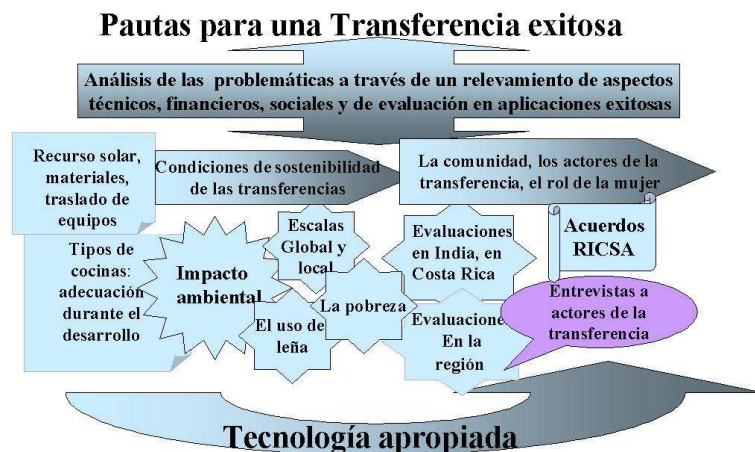 Pautas para una Transferencia exitosa
Análisis de las problemáticas a través de un relevamiento de aspectos
técnicos, financieros, sociales y de evaluación en aplicaciones exitosas
Recurso solar,
materiales,
traslado de
equipos
Condiciones de sostenibilidad
de las transferencias
La comunidad, los actores de la
transferencia, el rol de la mujer
Tipos de
cocinas:
adecuación
durante el
desarrollo
Impacto
ambiental
Escalas
Global y
local
El uso de
leña
La pobreza
Evaluaciones
en India, en
Costa Rica
Evaluacione
En la
región
Acuerdos
RICSA
Entrevistas a
actores de la
transferencia
Tecnología apropiada